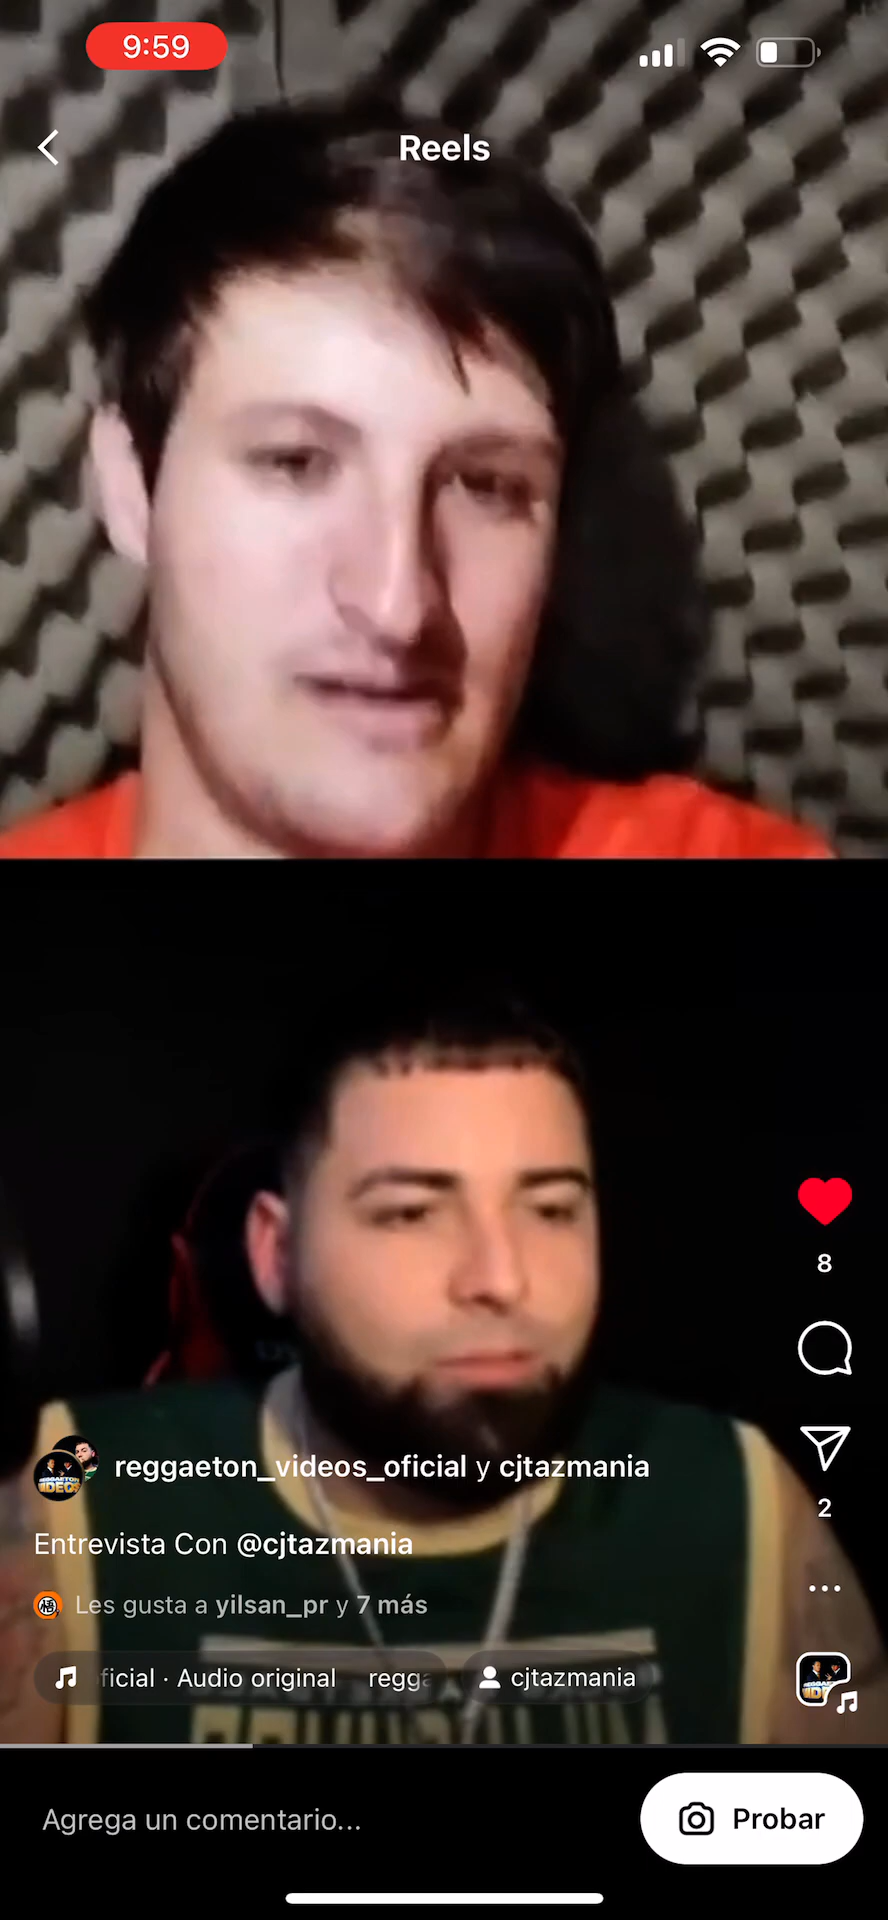 9:59
Reels
reggaeton_videos_oficial y cjtazmania
Entrevista Con @cjtazmania
Les gusta a yilsan_pr y 7 más
ficial · Audio original regga
cjtazmania
8
2
Agrega un comentario...
Probar